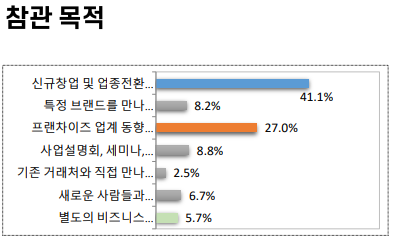 참관 목적
신규창업 및 업종전환...
41.1%
특정 브랜드를 만나...
8.2%
프랜차이즈 업계 동향...
27.0%
사업설명회, 세미나,...
8.8%
기존 거래처와 직접 만나...
2.5%
새로운 사람들과...
6.7%
별도의 비즈니스...
5.7%